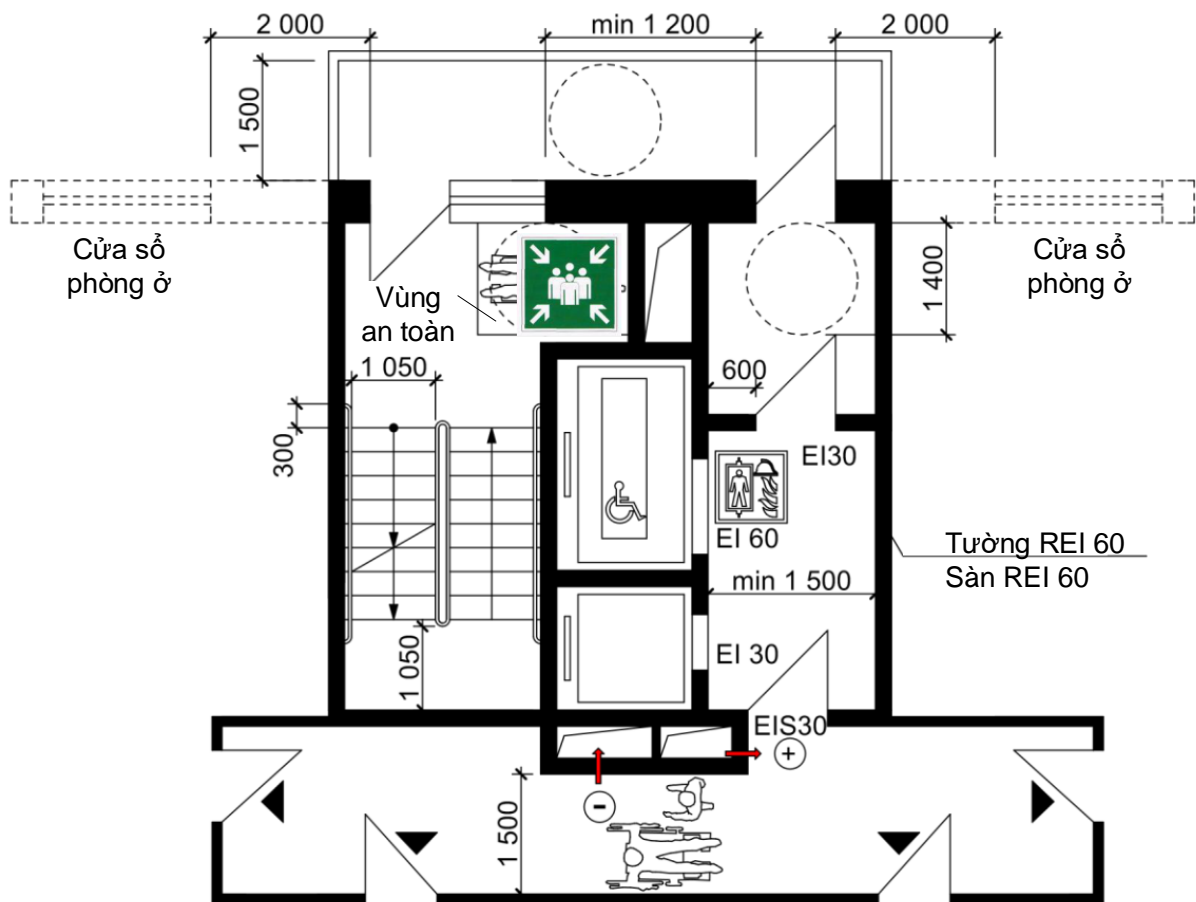 2 000
min 1 200
2 000
1 500
Cửa sổ
phòng ở
Cửa sổ
phòng ở
1 400
Vùng
an toàn
1 050
600
300
EI30
EI 60
Tường REI 60
Sàn REI 60
min 1 500
EI 30
1 050
EIS30
+
-
1 500